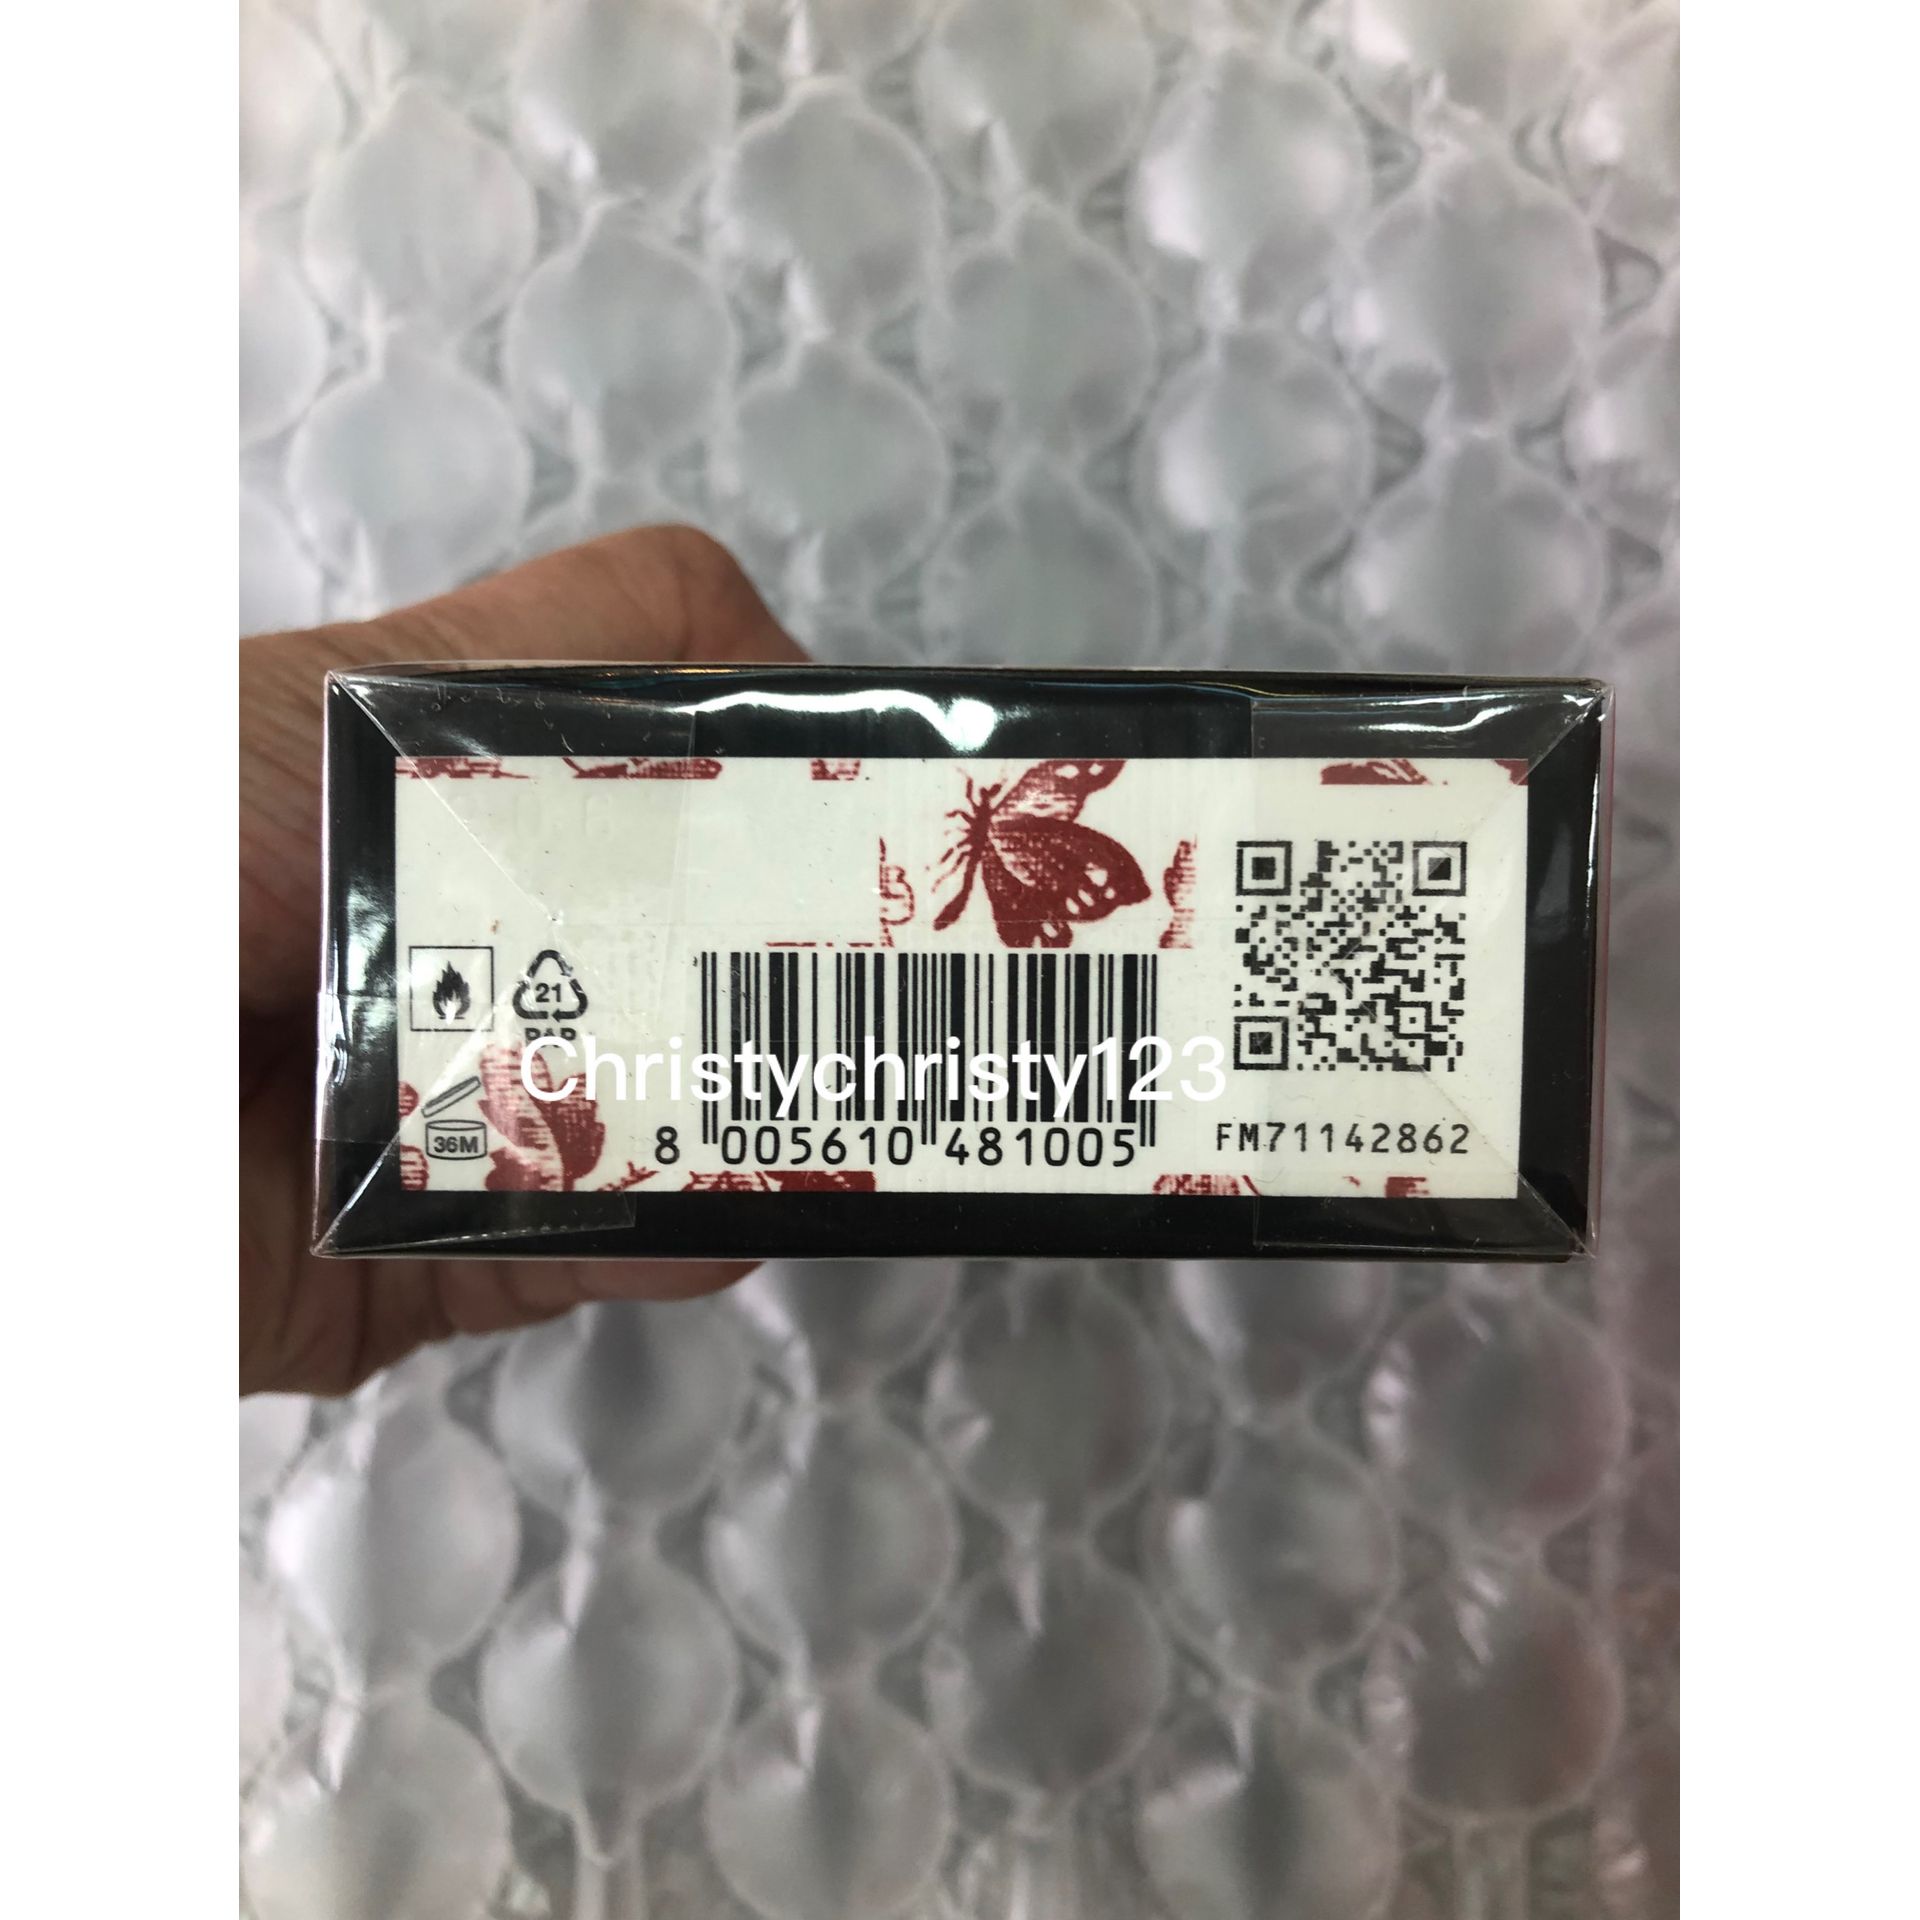 21
PAP
Christychristy123
36M
8 005610 481005
FM71142862